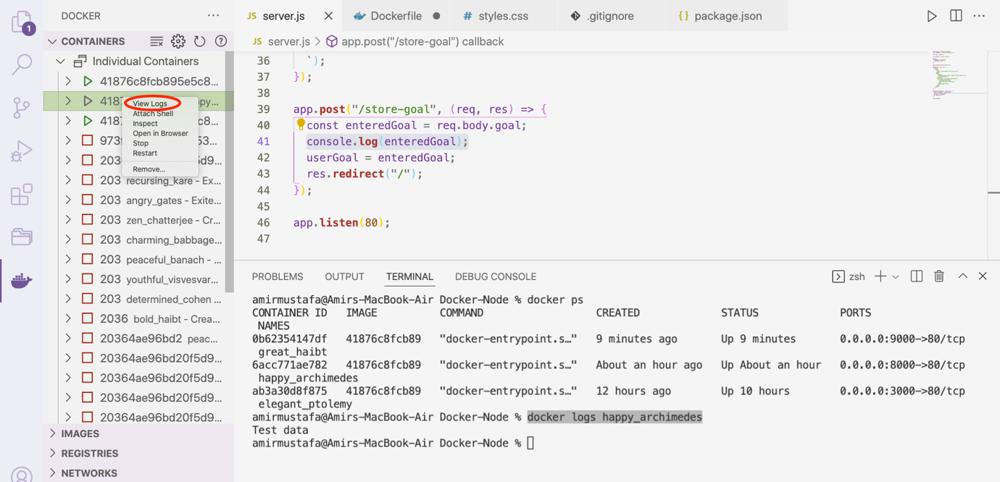 DOCKER
CONTAINERS
Individual Containers
41876c8fcb895e5c8...
4187
ppy...
4187
c8...
973f
53...
203
5d9...
203 recursing_kare - Ex...
203 angry_gates - Exite...
203 zen_chatterjee - Cr...
203 charming_babbage...
203 peaceful_banach - ...
203 youthful_visvesvar...
203 determined_cohen ...
2036 bold_haibt - Crea...
20364ae96bd2 peac...
20364ae96bd20f5d9...
20364ae96bd20f5d9...
20364ae96bd20f5d9...
20364ae96bd20f5d9...
IMAGES
REGISTRIES
NETWORKS
1
View Logs
Attach Shell
Inspect
Open in Browser
Stop
Restart
Remove...
JS server.js
Dockerfile
# styles.css
.gitignore
{} package.json
JS server.js > app.post("/store-goal") callback
36 `);
37 });
38
39 app.post("/store-goal", (req, res) => {
40 const enteredGoal = req.body.goal;
41 console.log(enteredGoal);
42 userGoal = enteredGoal;
43 res.redirect("/");
44 });
45
46 app.listen(80);
47
PROBLEMS OUTPUT TERMINAL DEBUG CONSOLE
zsh
amirmustafa@Amirs-MacBook-Air Docker-Node % docker ps
CONTAINER ID IMAGE COMMAND CREATED STATUS PORTS
NAMES
0b62354147df 41876c8fcb89 "docker-entrypoint.s…" 9 minutes ago Up 9 minutes 0.0.0.0:9000->80/tcp
great_haibt
6acc771ae782 41876c8fcb89 "docker-entrypoint.s…" About an hour ago Up About an hour 0.0.0.0:8000->80/tcp
happy_archimedes
ab3a30d8f875 41876c8fcb89 "docker-entrypoint.s…" 12 hours ago Up 10 hours 0.0.0.0:3000->80/tcp
elegant_ptolemy
amirmustafa@Amirs-MacBook-Air Docker-Node % docker logs happy_archimedes
Test data
amirmustafa@Amirs-MacBook-Air Docker-Node %